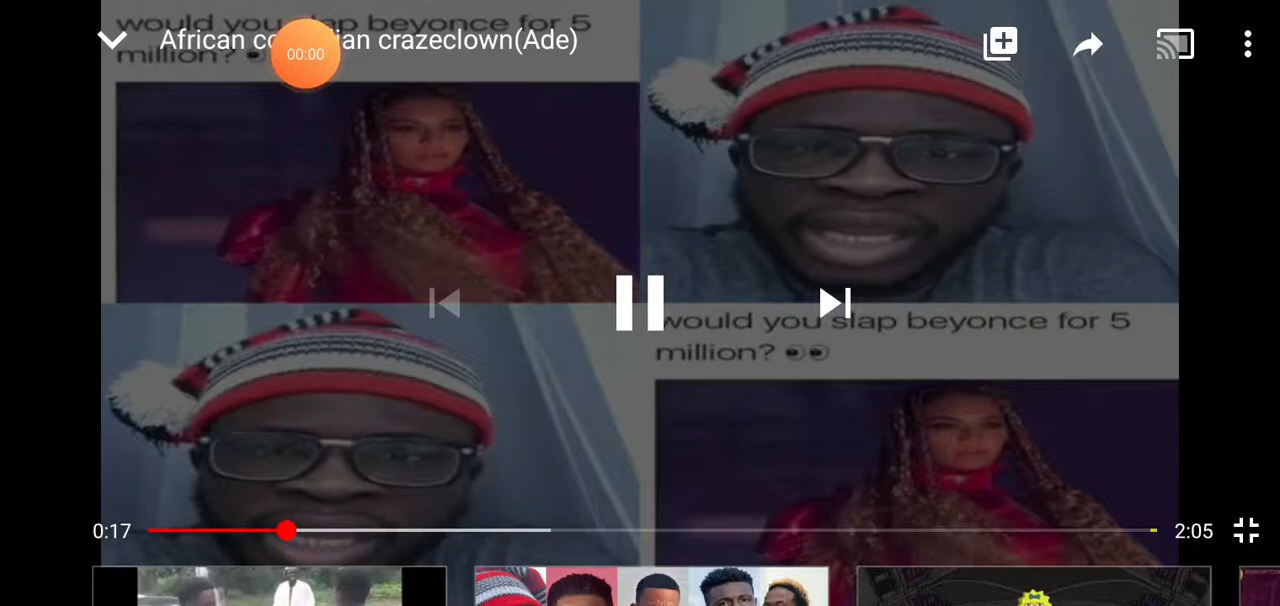 would you slap beyonce for 5
million?
African co ian crazeclown(Ade)
00:00
would you slap beyonce for 5
million? 👀
0:17
2:05